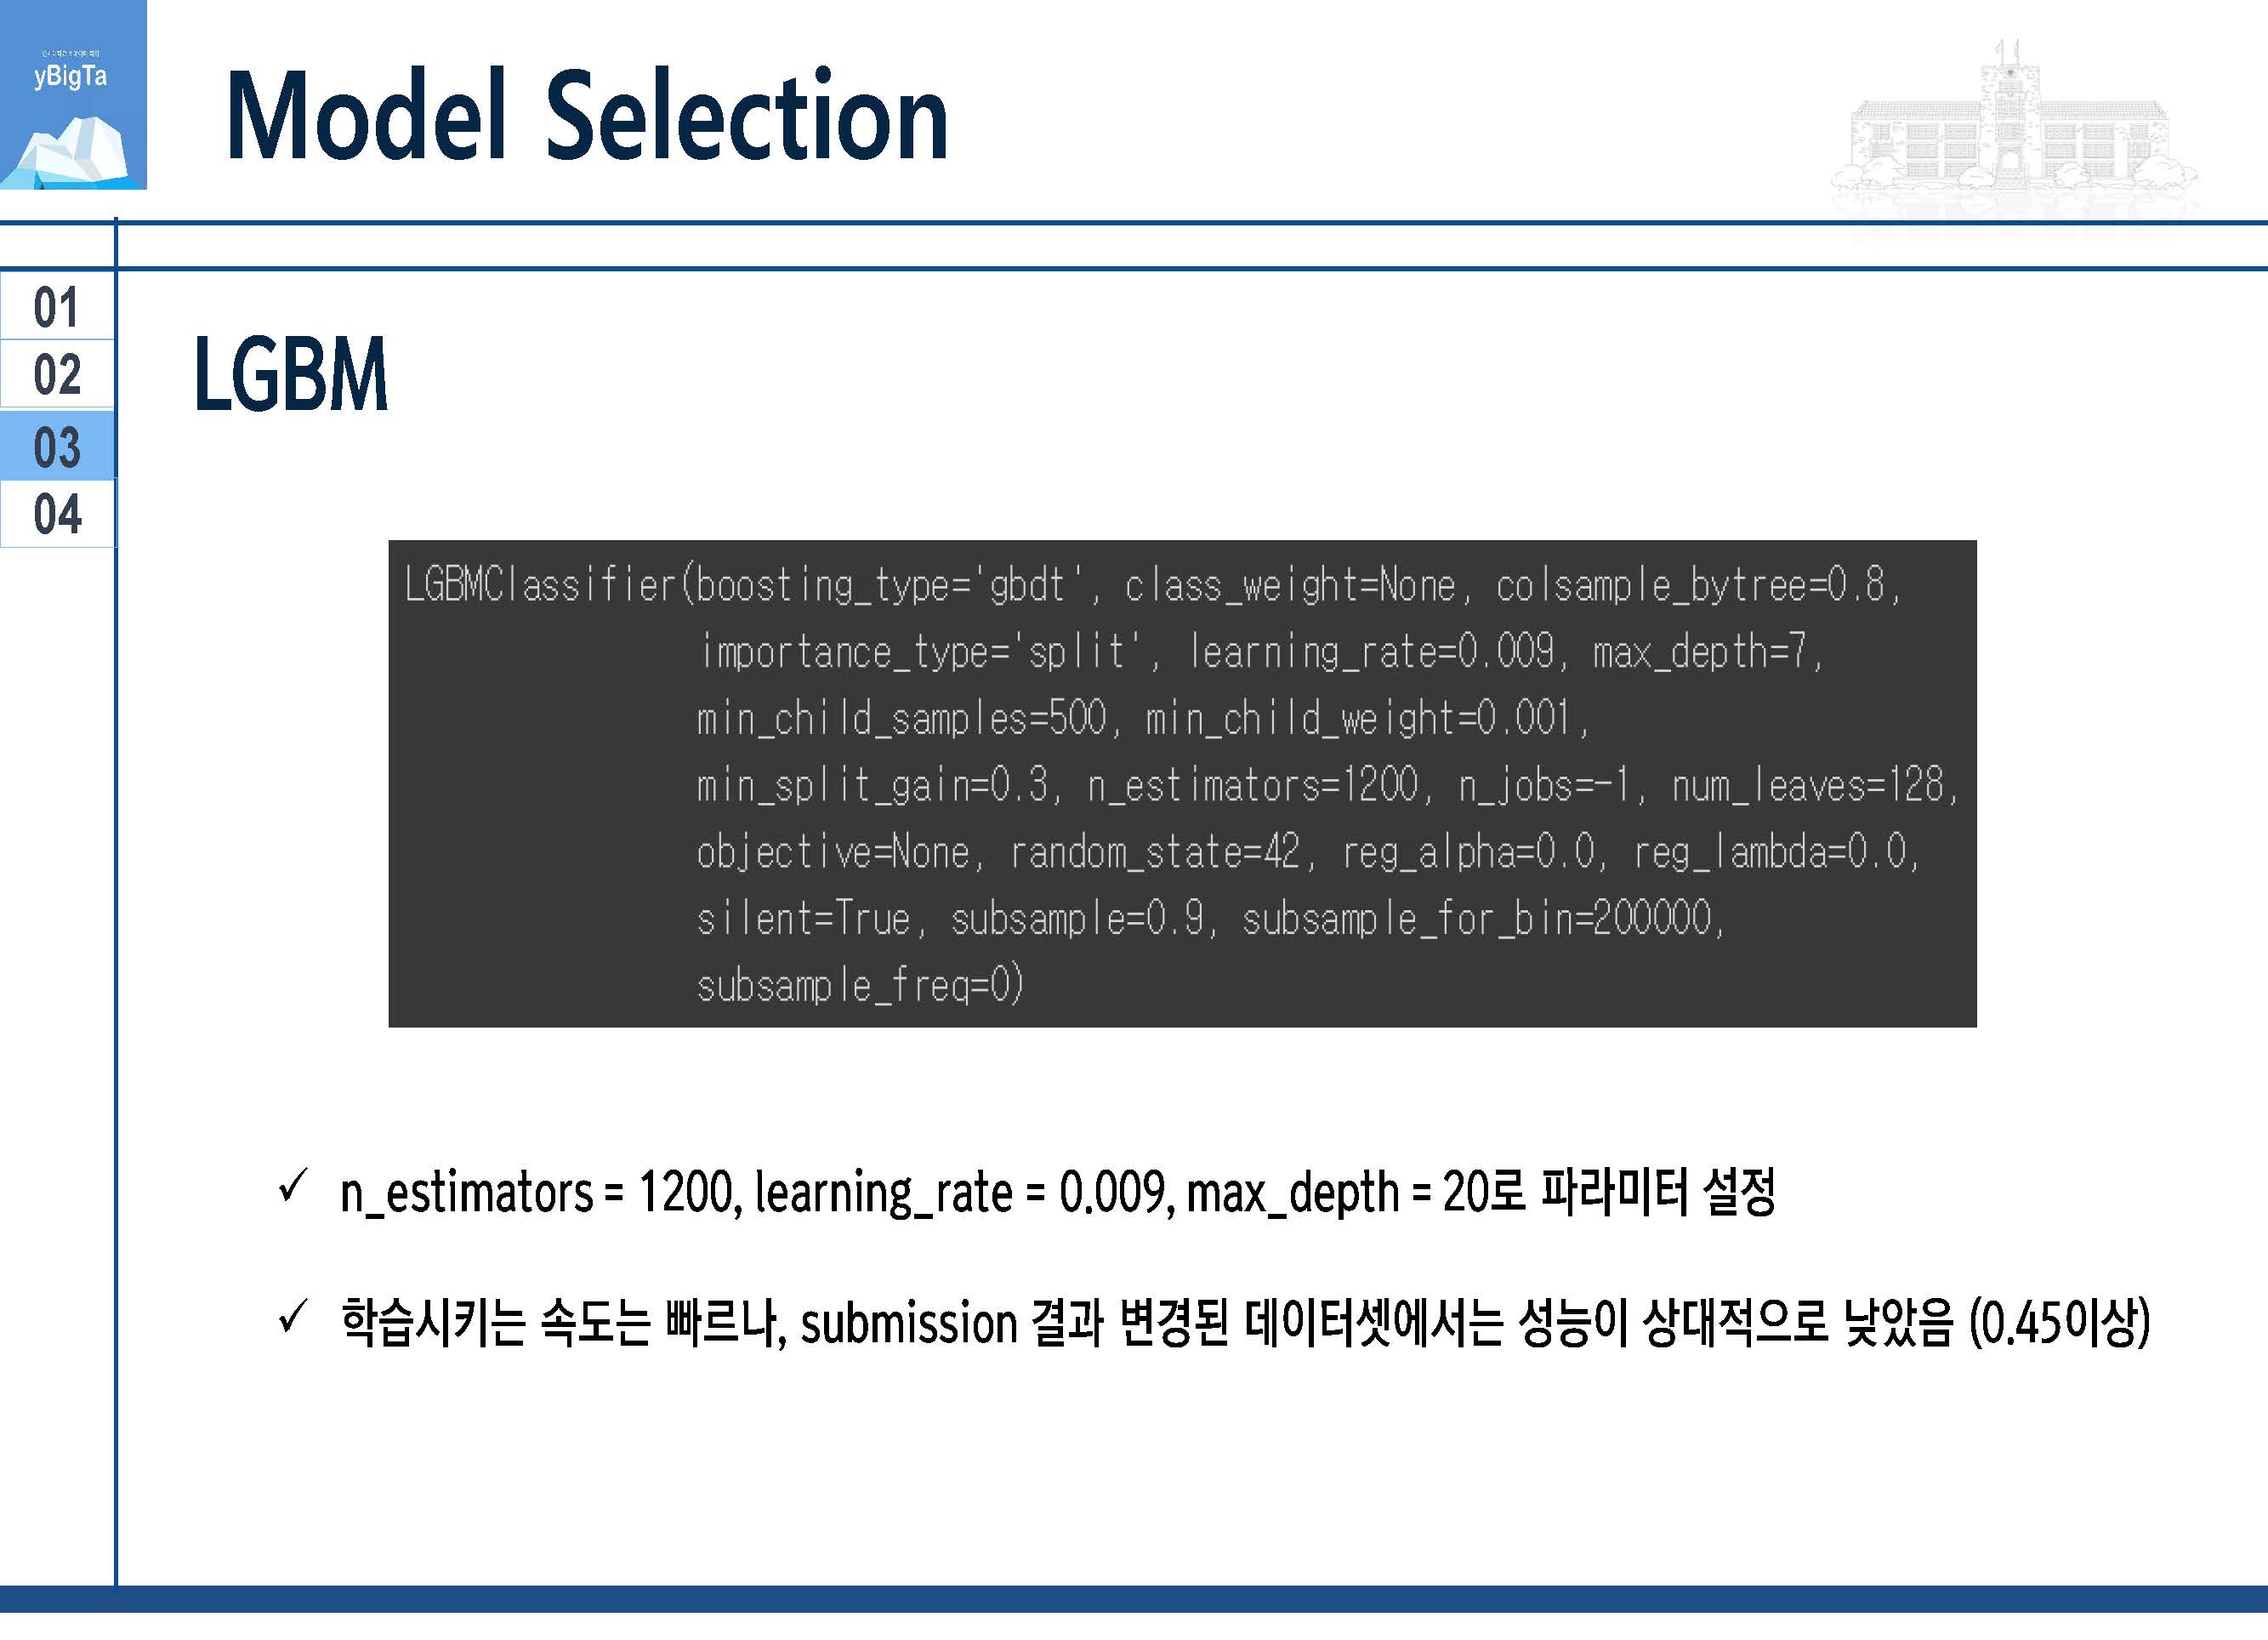 yBigTa
Model Selection
01
02
03
04
LGBM
LGBMClassifier(boosting_type='gbdt', class_weight=None, colsample_bytree=0.8,
importance_type='split', learning_rate=0.009, max_depth=7,
min_child_samples=500, min_child_weight=0.001,
min_split_gain=0.3, n_estimators=1200, n_jobs=-1, num_leaves=128,
objective=None, random_state=42, reg_alpha=0.0, reg_lambda=0.0,
silent=True, subsample=0.9, subsample_for_bin=200000,
subsample_freq=0)
✓ n_estimators = 1200, learning_rate = 0.009, max_depth = 20로 파라미터 설정
✓ 학습시키는 속도는 빠르나, submission 결과 변경된 데이터셋에서는 성능이 상대적으로 낮았음 (0.45이상)